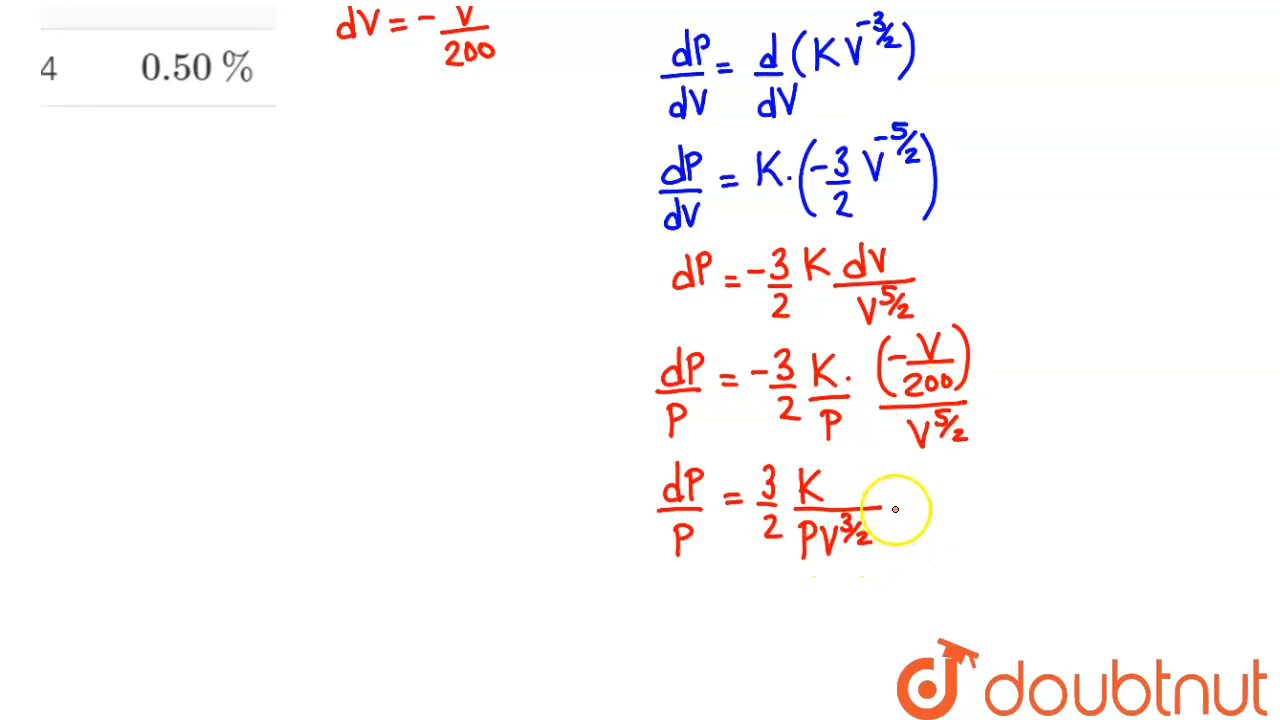 dV = - V/200
4 0.50 %
dP/dV = d/dV (K V^{-3/2})
dP/dV = K. (-3/2 V^{-5/2})
dP = -3/2 K dV/V^{5/2}
dP/P = -3/2 K/P . (-V/200)/V^{5/2}
dP/P = 3/2 K/PV^{3/2}
doubtnut